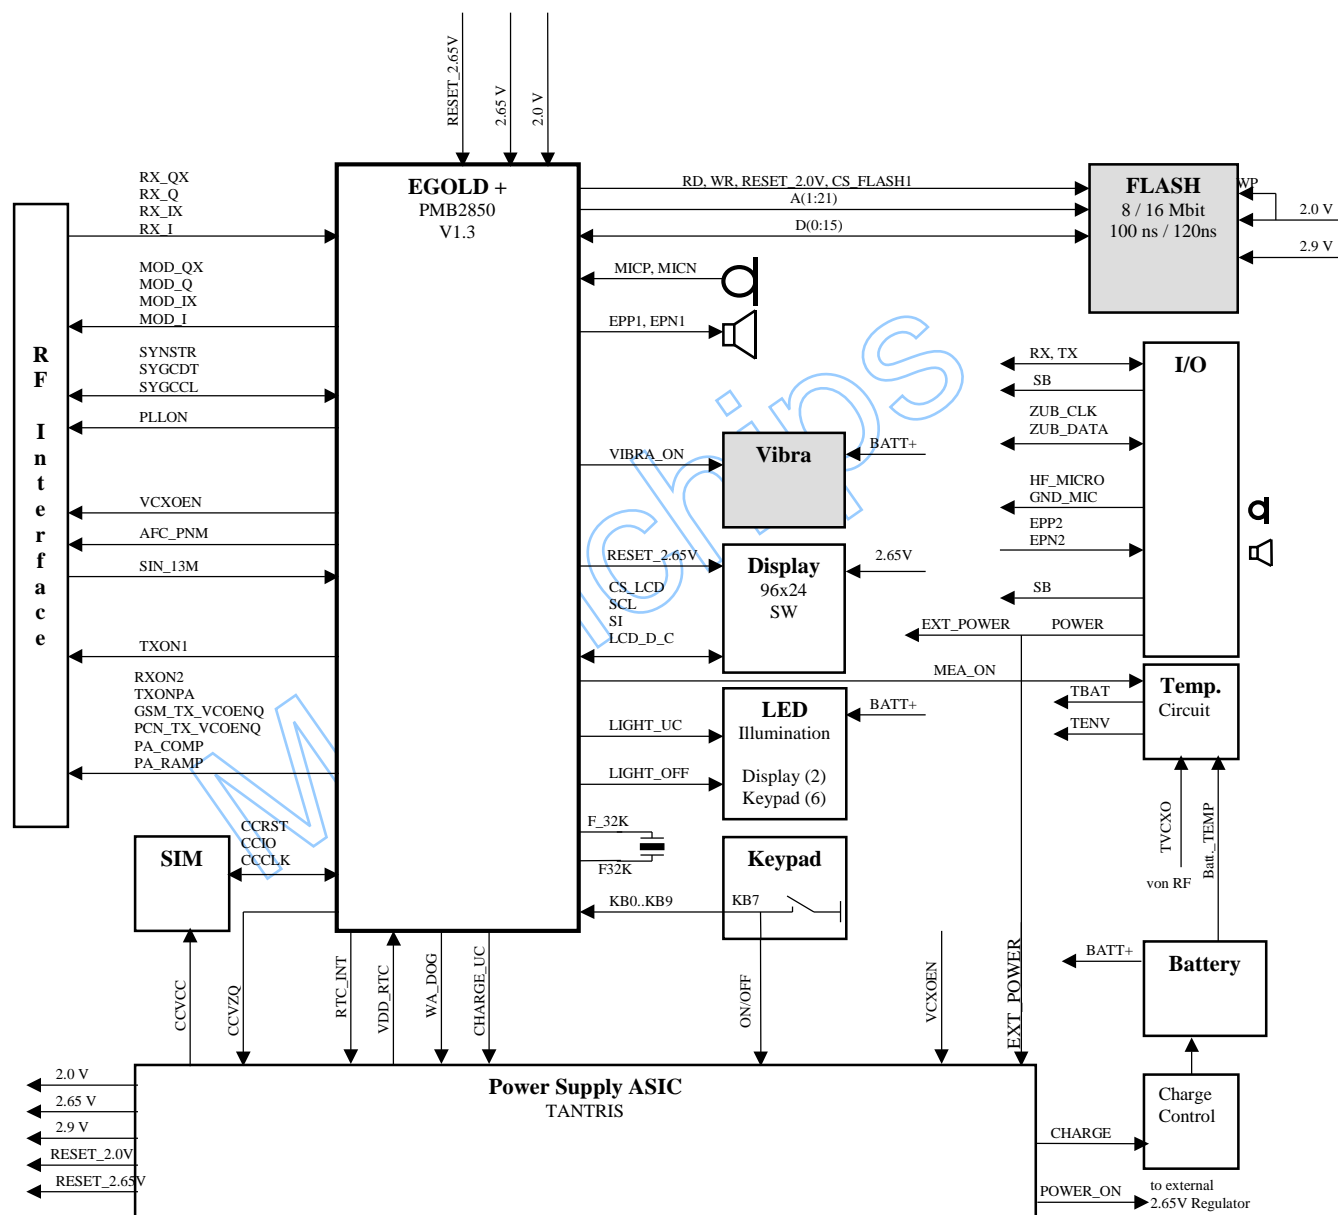 RESET_2.65V
2.65 V
2.0 V
EGOLD +
PMB2850
V1.3
RX_QX
RX_Q
RX_IX
RX_I
MOD_QX
MOD_Q
MOD_IX
MOD_I
SYNSTR
SYGCDT
SYGCCL
PLLON
VCXOEN
AFC_PNM
SIN_13M
TXON1
RXON2
TXONPA
GSM_TX_VCOENQ
PCN_TX_VCOENQ
PA_COMP
PA_RAMP
RF Interface
RD, WR, RESET_2.0V, CS_FLASH1
A(1:21)
D(0:15)
FLASH
8 / 16 Mbit
100 ns / 120ns
WP
2.0 V
2.9 V
MICP, MICN
EPP1, EPN1
VIBRA_ON
Vibra
BATT+
RESET_2.65V
CS_LCD
SCL
SI
LCD_D_C
Display
96x24
SW
2.65V
I/O
RX, TX
SB
ZUB_CLK
ZUB_DATA
HF_MICRO
GND_MIC
EPP2
EPN2
SB
EXT_POWER
POWER
MEA_ON
Temp.
Circuit
TBAT
TENV
LIGHT_UC
LIGHT_OFF
LED
Illumination
Display (2)
Keypad (6)
BATT+
F_32K
F32K
Keypad
KB0..KB9
KB7
SIM
CCRST
CCIO
CCCLK
TVCXO
von RF
Batt._TEMP
CCVCC
CCVZQ
RTC_INT
VDD_RTC
WA_DOG
CHARGE_UC
ON/OFF
VCXOEN
EXT_POWER
BATT+
Battery
Power Supply ASIC
TANTRIS
2.0 V
2.65 V
2.9 V
RESET_2.0V
RESET_2.65V
Charge
Control
CHARGE
POWER_ON
to external
2.65V Regulator